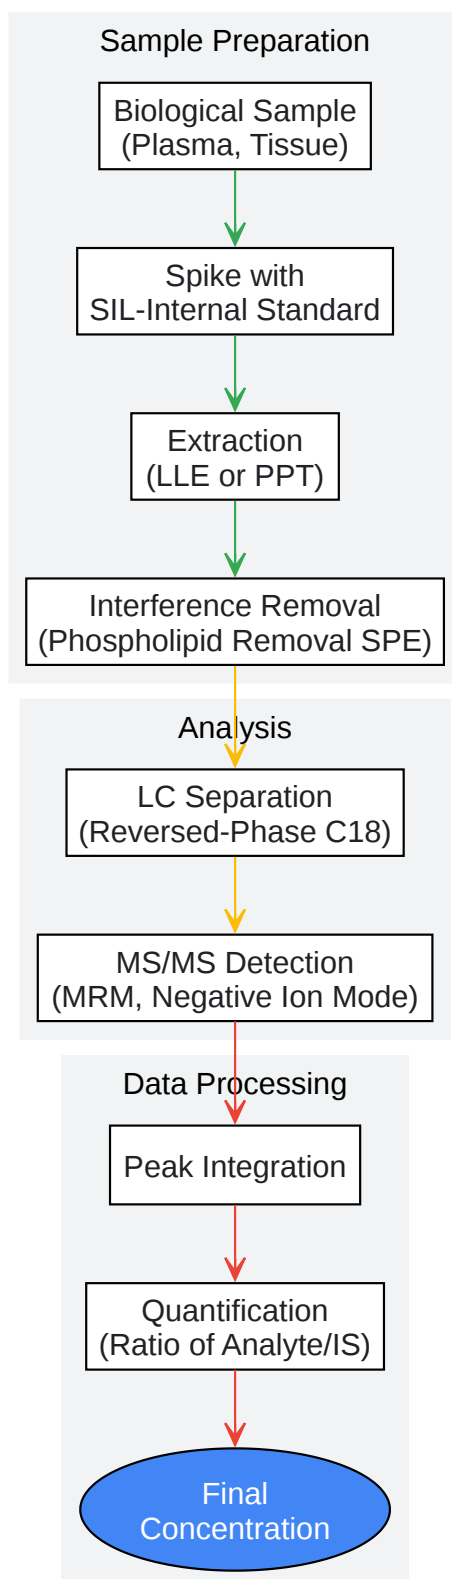 Sample Preparation
Biological Sample
(Plasma, Tissue)
Spike with
SIL-Internal Standard
Extraction
(LLE or PPT)
Interference Removal
(Phospholipid Removal SPE)
Analysis
LC Separation
(Reversed-Phase C18)
MS/MS Detection
(MRM, Negative Ion Mode)
Data Processing
Peak Integration
Quantification
(Ratio of Analyte/IS)
Final
Concentration